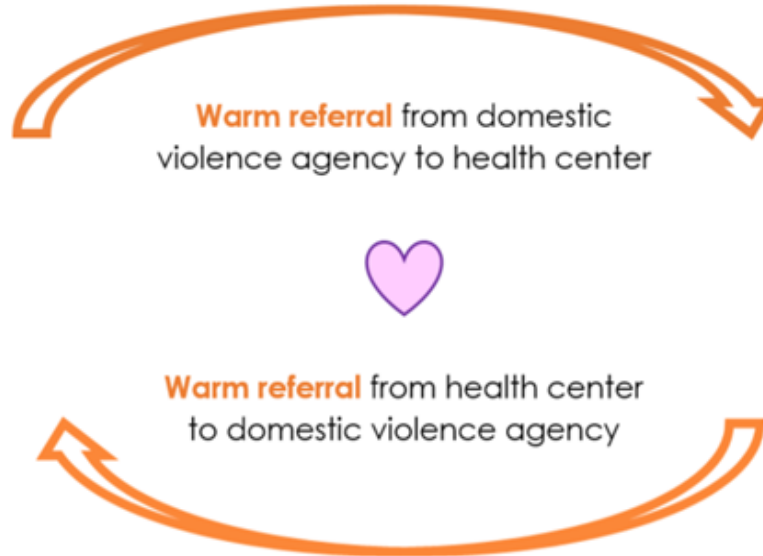 Warm referral from domestic
violence agency to health center
Warm referral from health center
to domestic violence agency